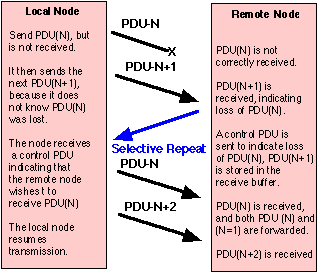 Local Node
Send PDU(N), but
is not received.
It then sends the
next PDU(N+1),
because it does
not know PDU(N)
was lost.
The node receives
a control PDU
indicating that
the remote node
wishest to
receive PDU(N)
The local node
resumes
transmission.
PDU-N
X
PDU-N+1
Selective Repeat
PDU-N
PDU-N+2
Remote Node
PDU(N) is not
correctly received.
PDU(N+1) is
received, indicating
loss of PDU(N).
A control PDU is
sent to indicate loss
of PDU(N), PDU(N+1)
is stored in the
receive buffer.
PDU(N) is received,
and both PDU (N) and
(N=1) are forwarded.
PDU(N+2) is received